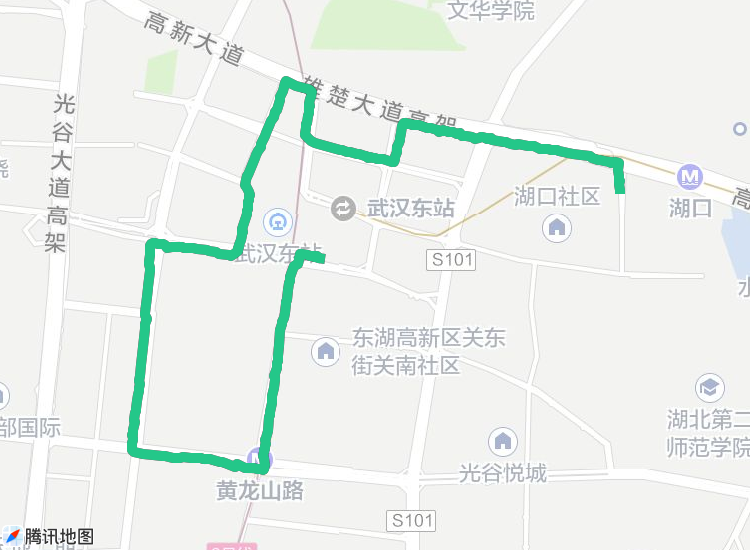 文华学院
高新大道
雄楚大道高架
光谷大道高架
湖口
湖口社区
武汉东站
武汉东站
S101
东湖高新区关东
街关南社区
部国际
湖北第二
师范学院
光谷悦城
黄龙山路
S101
腾讯地图